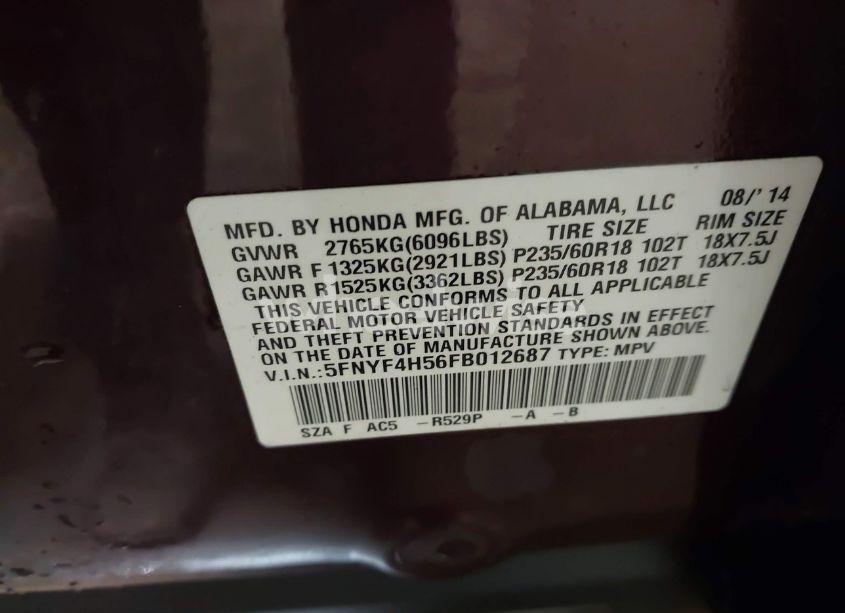 MFD. BY HONDA MFG. OF ALABAMA, LLC 08/'14
GVWR 2765KG(6096LBS) TIRE SIZE RIM SIZE
GAWR F1325KG(2921LBS) P235/60R18 102T 18X7.5J
GAWR R1525KG(3362LBS) P235/60R18 102T 18X7.5J
THIS VEHICLE CONFORMS TO ALL APPLICABLE
FEDERAL MOTOR VEHICLE SAFETY
AND THEFT PREVENTION STANDARDS IN EFFECT
ON THE DATE OF MANUFACTURE SHOWN ABOVE.
V.I.N.:5FNYF4H56FB012687 TYPE: MPV
SZA F AC5 -R529P -A -B